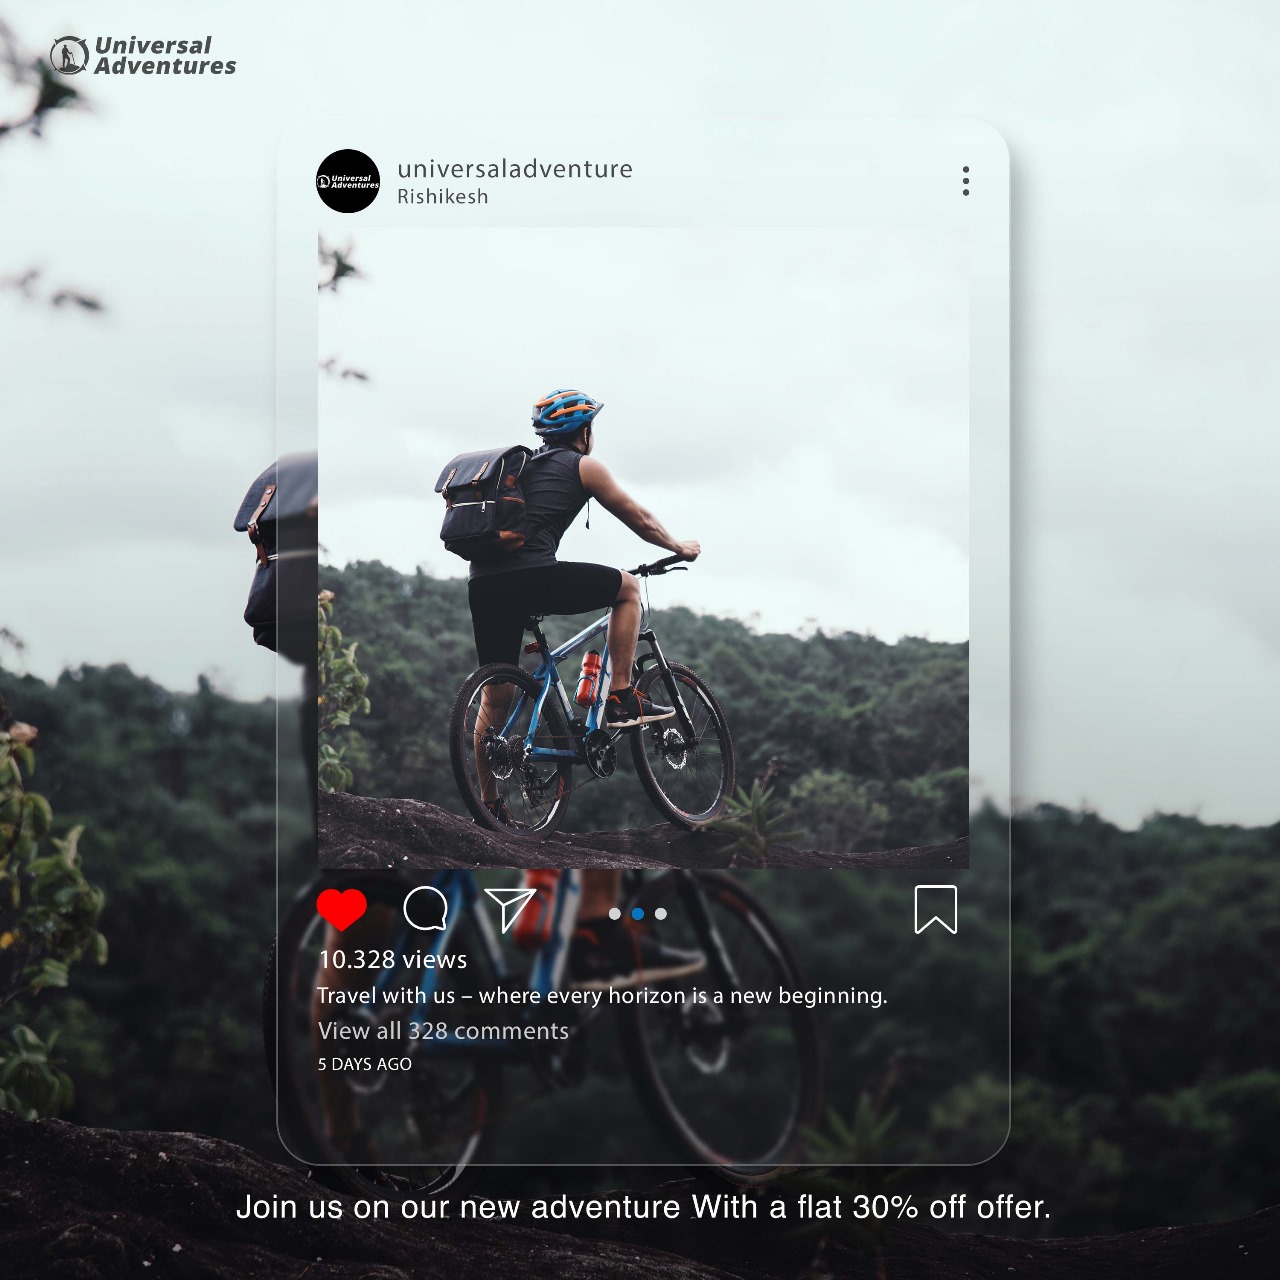 Universal
Adventures
Universal
Adventures
universaladventure
Rishikesh
10.328 views
Travel with us – where every horizon is a new beginning.
View all 328 comments
5 DAYS AGO
Join us on our new adventure With a flat 30% off offer.